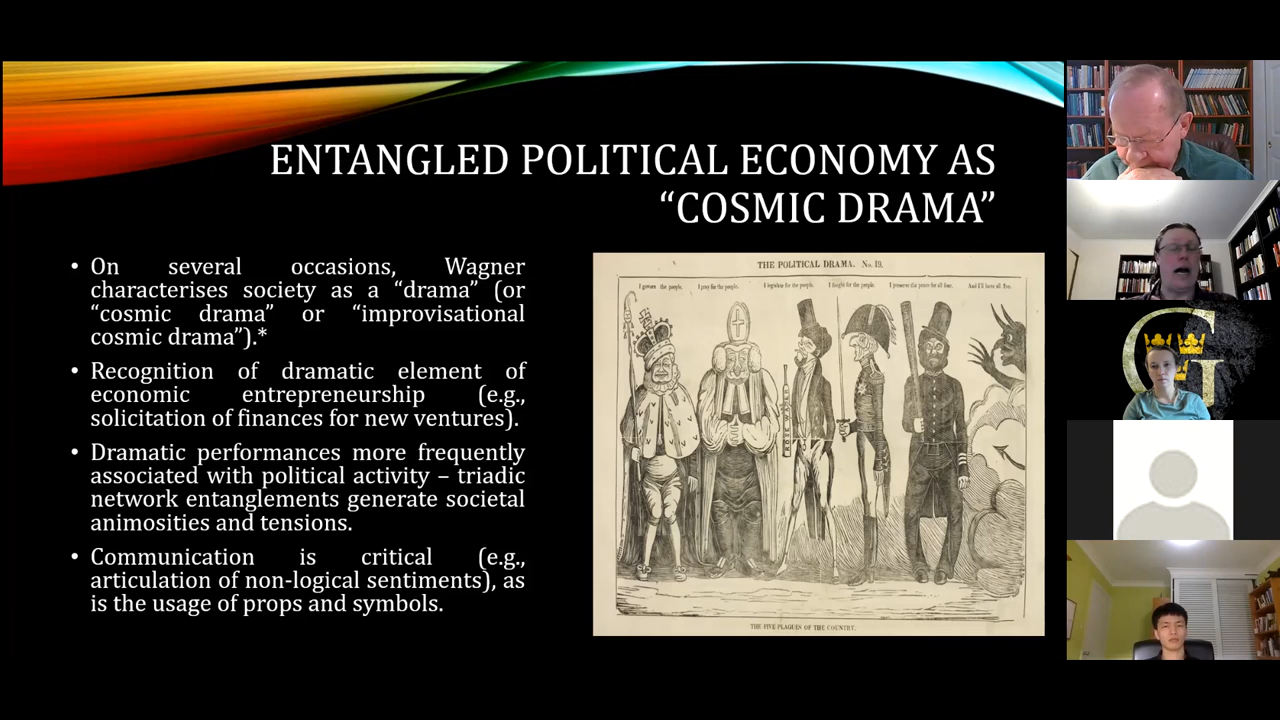 ENTANGLED POLITICAL ECONOMY AS
“COSMIC DRAMA”
• On several occasions, Wagner
characterises society as a “drama” (or
“cosmic drama” or “improvisational
cosmic drama”).*
• Recognition of dramatic element of
economic entrepreneurship (e.g.,
solicitation of finances for new ventures).
• Dramatic performances more frequently
associated with political activity – triadic
network entanglements generate societal
animosities and tensions.
• Communication is critical (e.g.,
articulation of non-logical sentiments), as
is the usage of props and symbols.
THE POLITICAL DRAMA. No. 19.
I govern the people. I pray for the people. I legislate for the people. I fought for the people. I preserve the peace for all four. And I'll have all five.
THE FIVE PLAGUES OF THE COUNTRY.
G